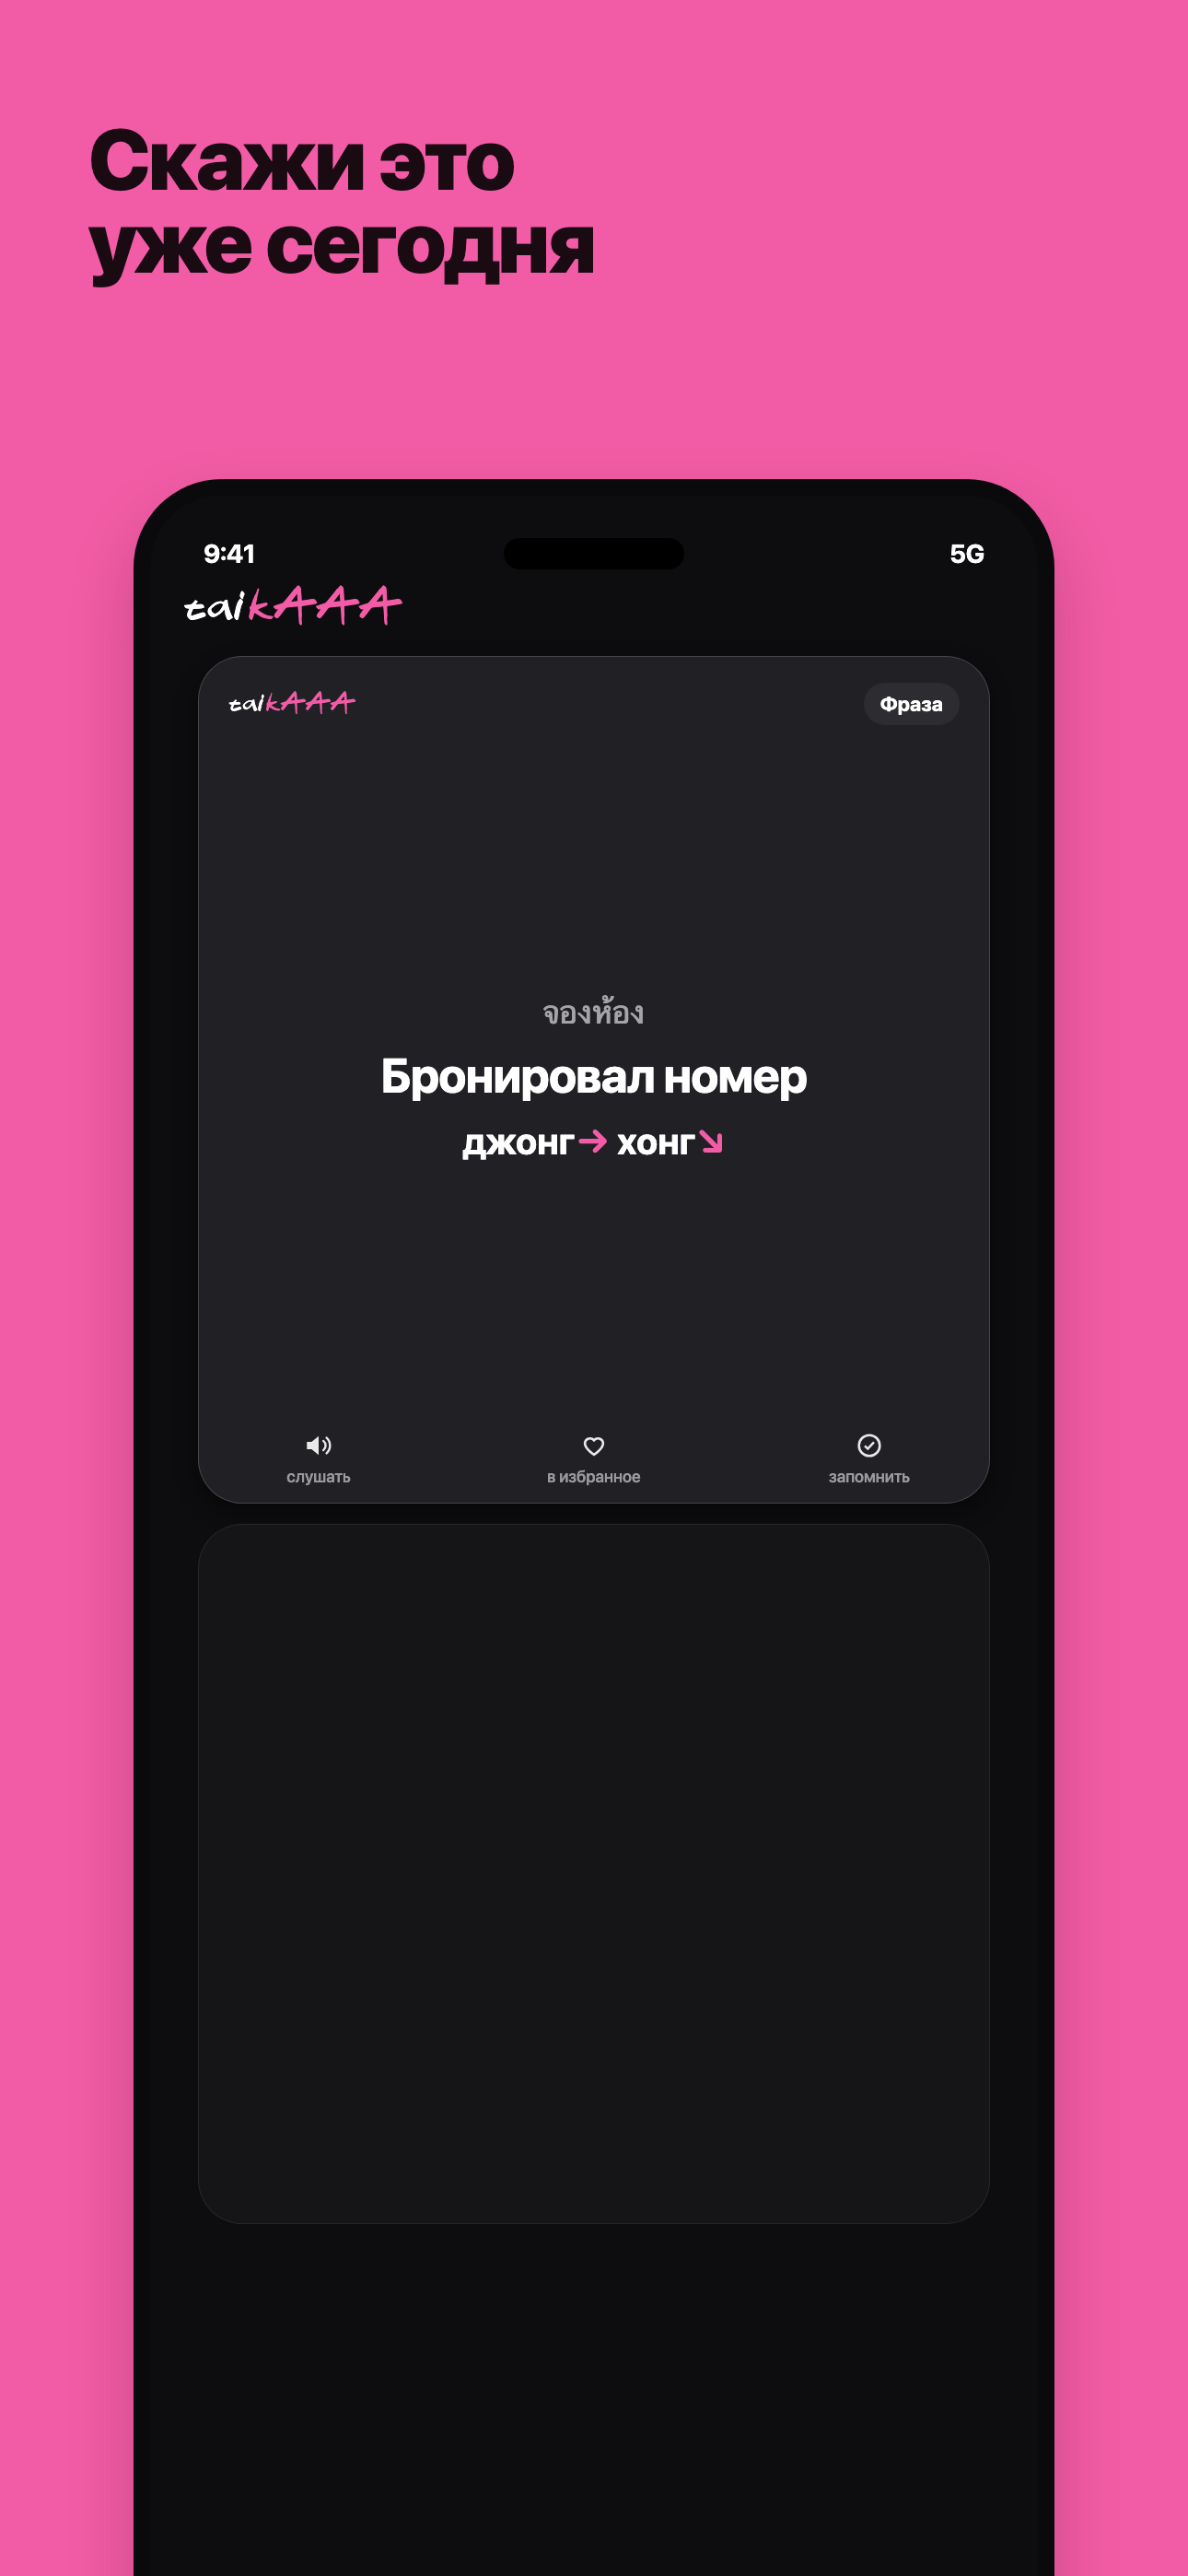 Скажи это
уже сегодня
9:41 5G
taikAAA
taikAAA Фраза
จองห้อง
Бронировал номер
джонг→ хонг↘
слушать в избранное запомнить